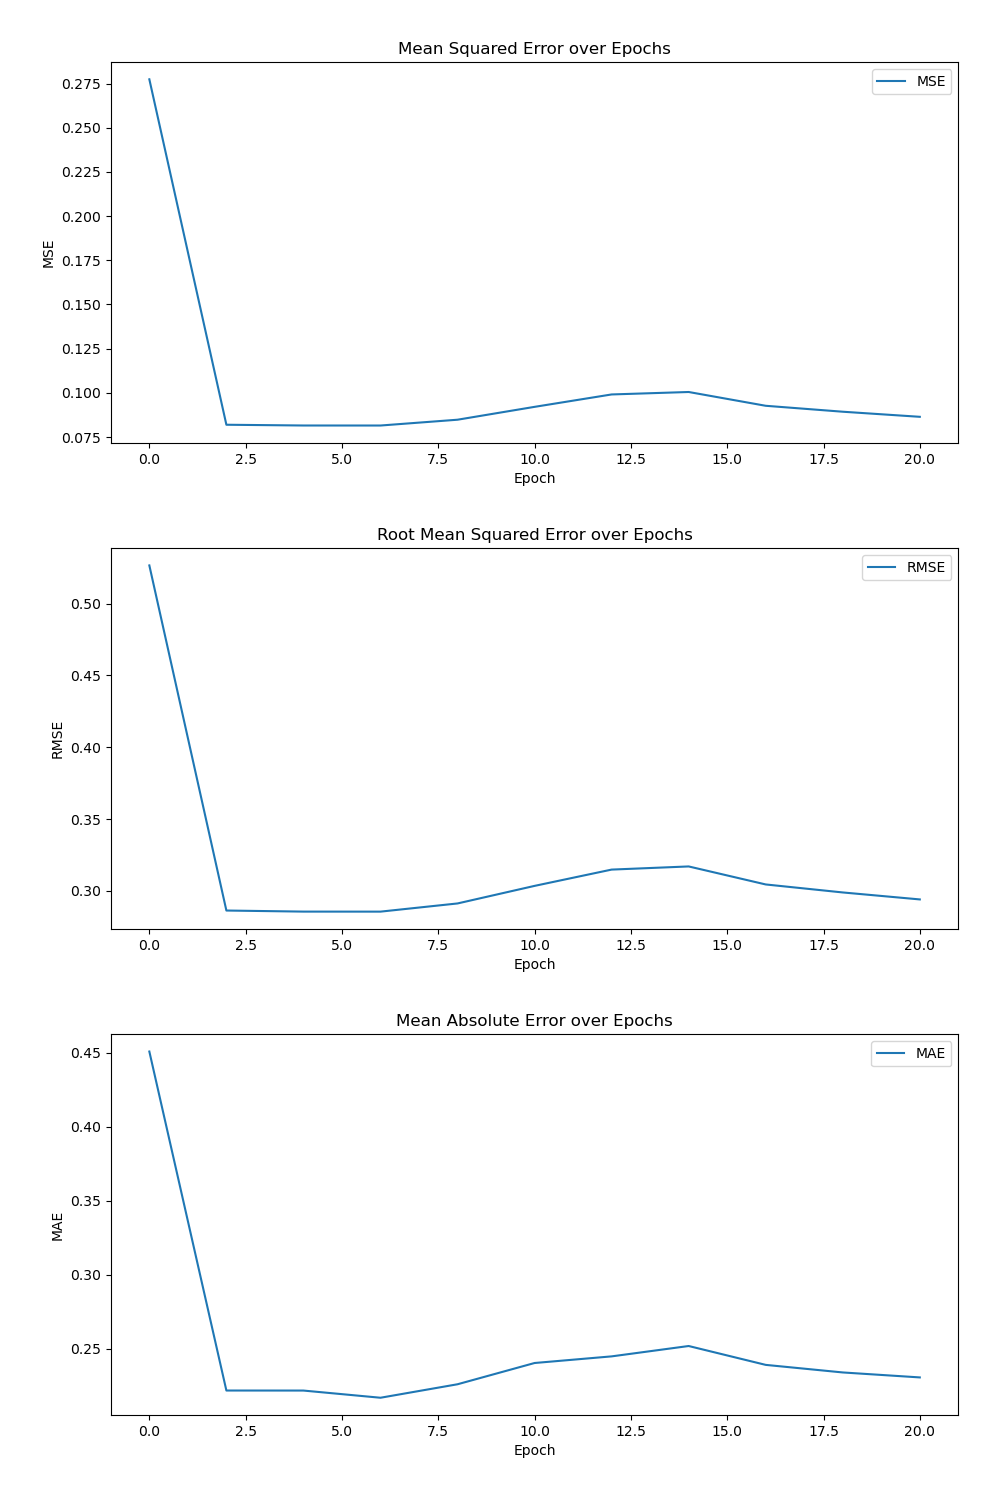 Mean Squared Error over Epochs
MSE
0.275
0.250
0.225
0.200
0.175
0.150
0.125
0.100
0.075
MSE
0.0 2.5 5.0 7.5 10.0 12.5 15.0 17.5 20.0
Epoch
Root Mean Squared Error over Epochs
RMSE
0.50
0.45
0.40
0.35
0.30
RMSE
0.0 2.5 5.0 7.5 10.0 12.5 15.0 17.5 20.0
Epoch
Mean Absolute Error over Epochs
MAE
0.45
0.40
0.35
0.30
0.25
MAE
0.0 2.5 5.0 7.5 10.0 12.5 15.0 17.5 20.0
Epoch